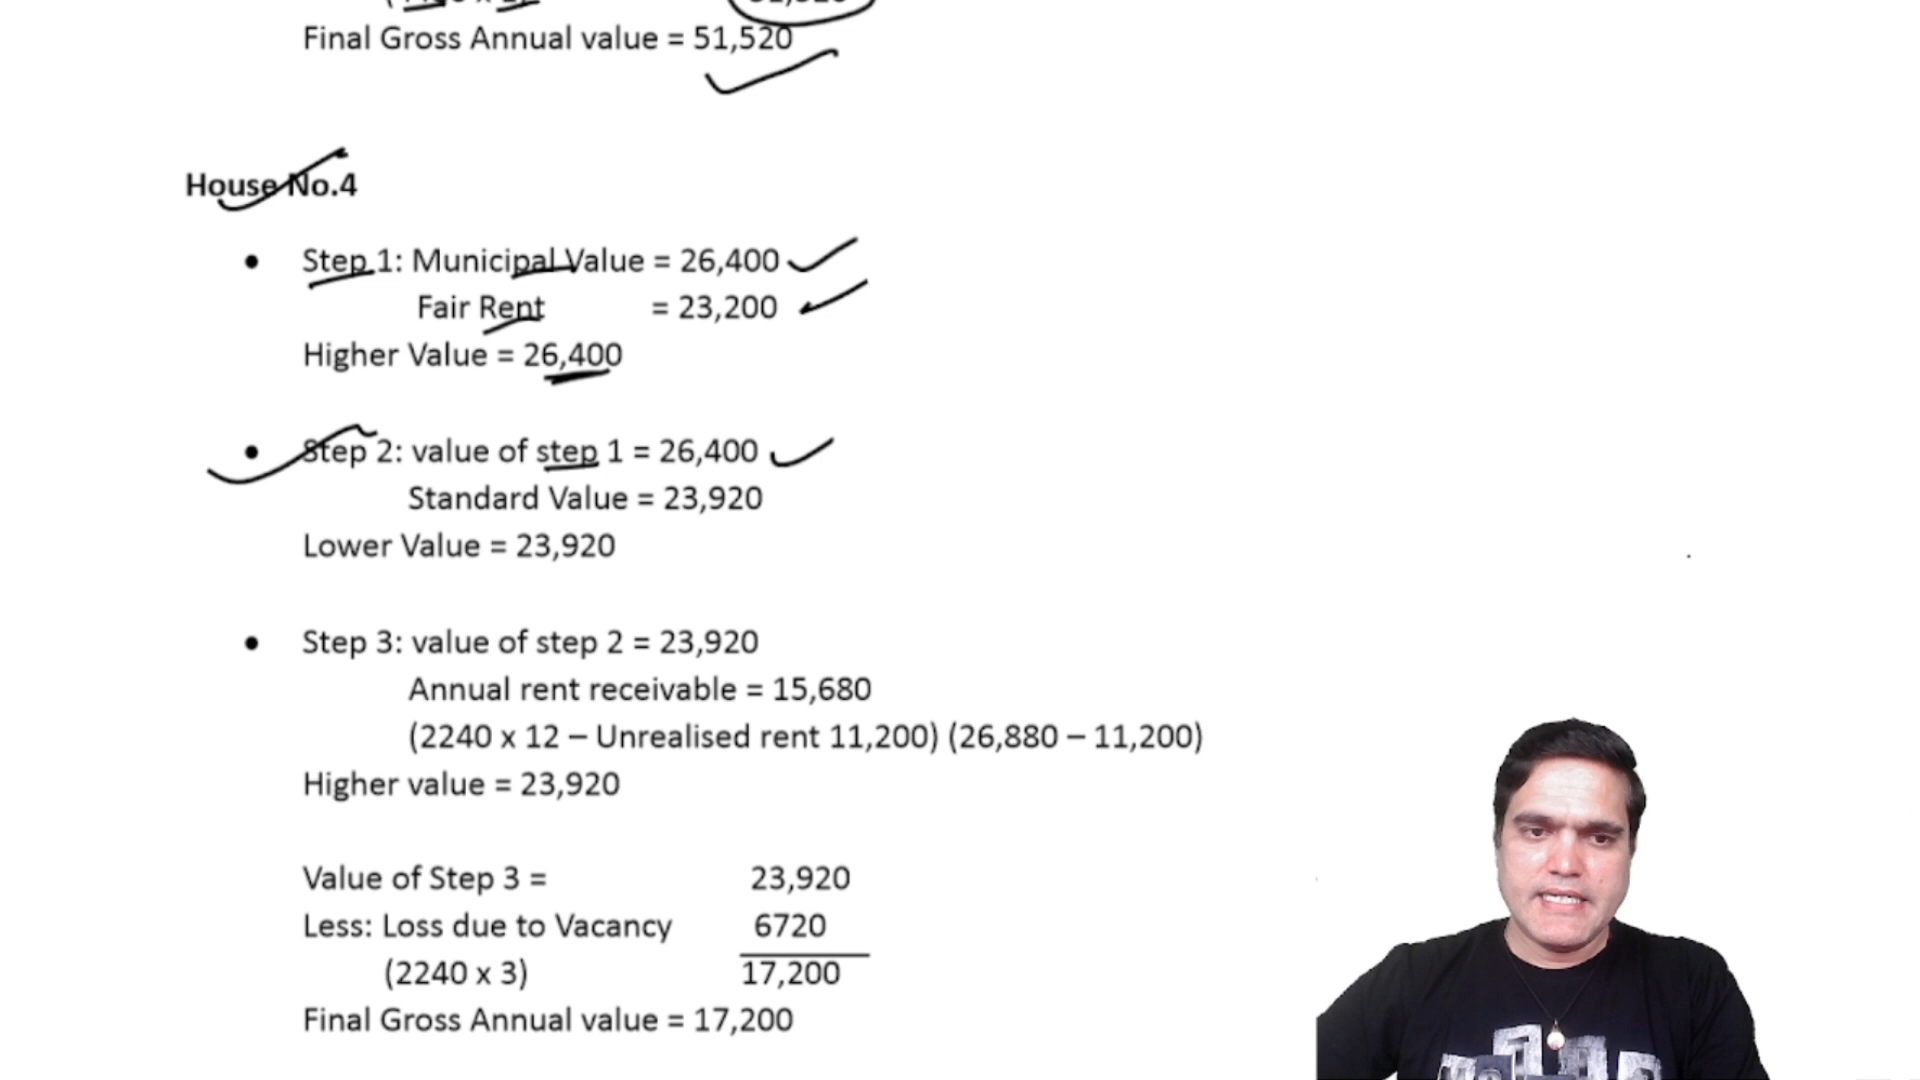 Final Gross Annual value = 51,520
House No.4
• Step 1: Municipal Value = 26,400
Fair Rent = 23,200
Higher Value = 26,400
• Step 2: value of step 1 = 26,400
Standard Value = 23,920
Lower Value = 23,920
• Step 3: value of step 2 = 23,920
Annual rent receivable = 15,680
(2240 x 12 – Unrealised rent 11,200) (26,880 – 11,200)
Higher value = 23,920
Value of Step 3 = 23,920
Less: Loss due to Vacancy 6720
(2240 x 3) 17,200
Final Gross Annual value = 17,200